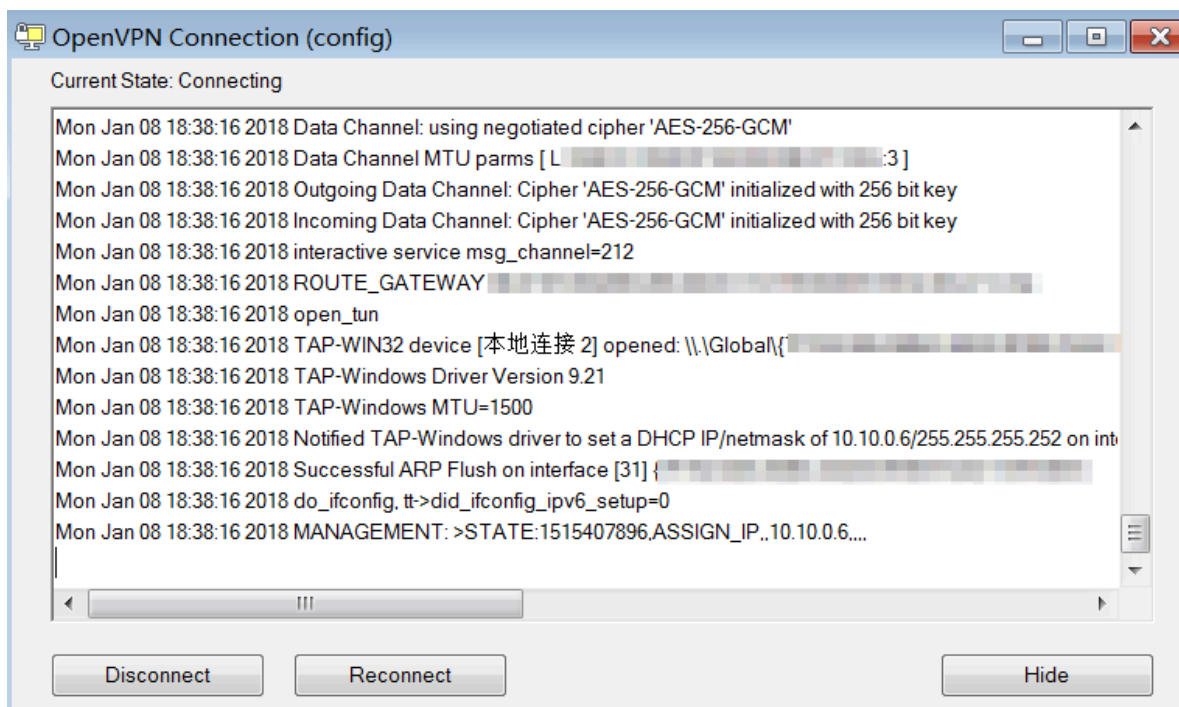 OpenVPN Connection (config)
Current State: Connecting
Mon Jan 08 18:38:16 2018 Data Channel: using negotiated cipher 'AES-256-GCM'
Mon Jan 08 18:38:16 2018 Data Channel MTU parms [ L :3 ]
Mon Jan 08 18:38:16 2018 Outgoing Data Channel: Cipher 'AES-256-GCM' initialized with 256 bit key
Mon Jan 08 18:38:16 2018 Incoming Data Channel: Cipher 'AES-256-GCM' initialized with 256 bit key
Mon Jan 08 18:38:16 2018 interactive service msg_channel=212
Mon Jan 08 18:38:16 2018 ROUTE_GATEWAY
Mon Jan 08 18:38:16 2018 open_tun
Mon Jan 08 18:38:16 2018 TAP-WIN32 device [本地连接 2] opened: \\.\Global\{
Mon Jan 08 18:38:16 2018 TAP-Windows Driver Version 9.21
Mon Jan 08 18:38:16 2018 TAP-Windows MTU=1500
Mon Jan 08 18:38:16 2018 Notified TAP-Windows driver to set a DHCP IP/netmask of 10.10.0.6/255.255.255.252 on
Mon Jan 08 18:38:16 2018 Successful ARP Flush on interface [31] {
Mon Jan 08 18:38:16 2018 do_ifconfig, tt->did_ifconfig_ipv6_setup=0
Mon Jan 08 18:38:16 2018 MANAGEMENT: >STATE:1515407896,ASSIGN_IP,,10.10.0.6,,,,
Disconnect
Reconnect
Hide